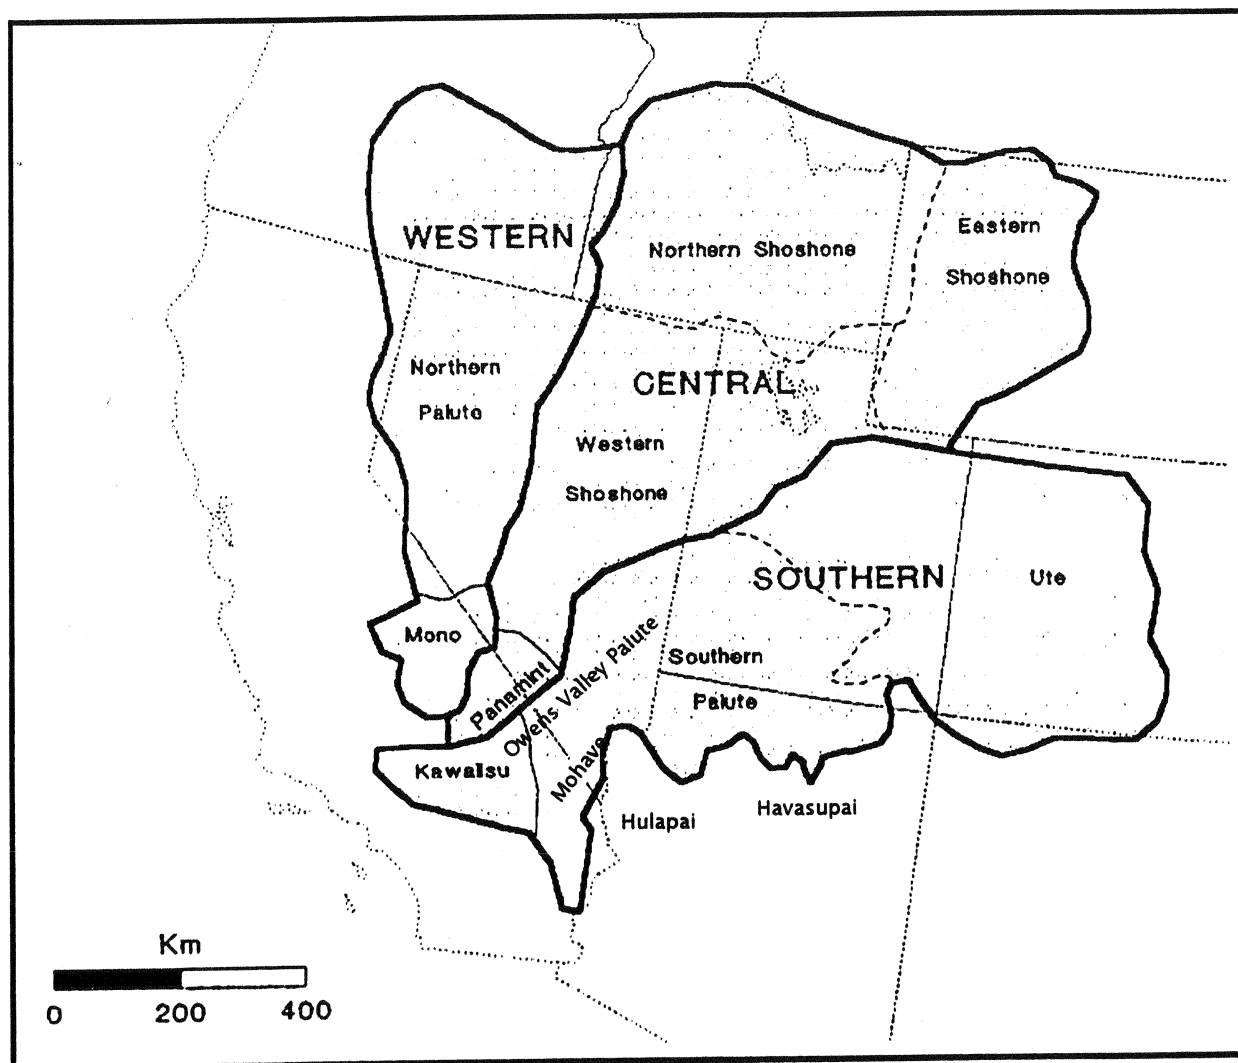 WESTERN
Northern Shoshone
Eastern
Shoshone
Northern
Paiute
CENTRAL
Western
Shoshone
SOUTHERN
Ute
Mono
Panamint
Owens Valley Paiute
Southern
Paiute
Kawaiisu
Mohave
Hulapai
Havasupai
Km
0 200 400